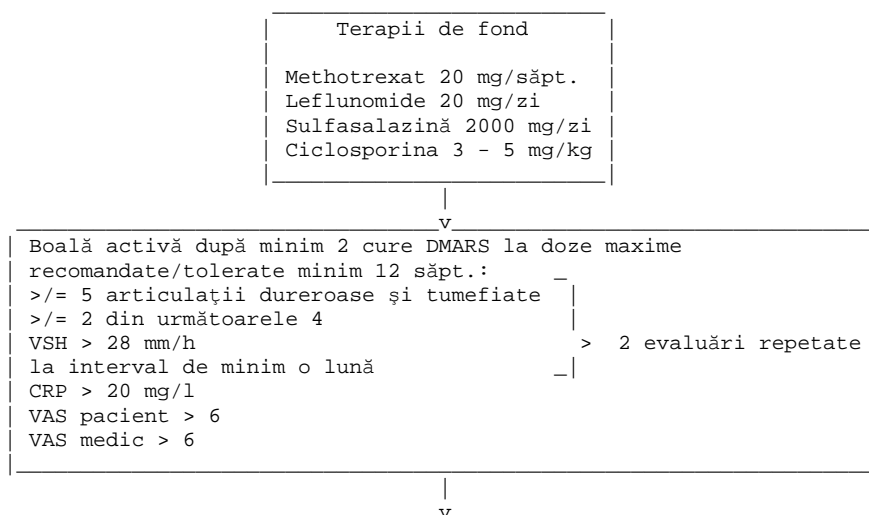 Terapii de fond
Methotrexat 20 mg/săpt.
Leflunomide 20 mg/zi
Sulfasalazină 2000 mg/zi
Ciclosporina 3 - 5 mg/kg
v
Boală activă după minim 2 cure DMARS la doze maxime
recomandate/tolerate minim 12 săpt.:
>/= 5 articulaţii dureroase şi tumefiate
>/= 2 din următoarele 4
VSH > 28 mm/h > 2 evaluări repetate
la interval de minim o lună
CRP > 20 mg/l
VAS pacient > 6
VAS medic > 6
v